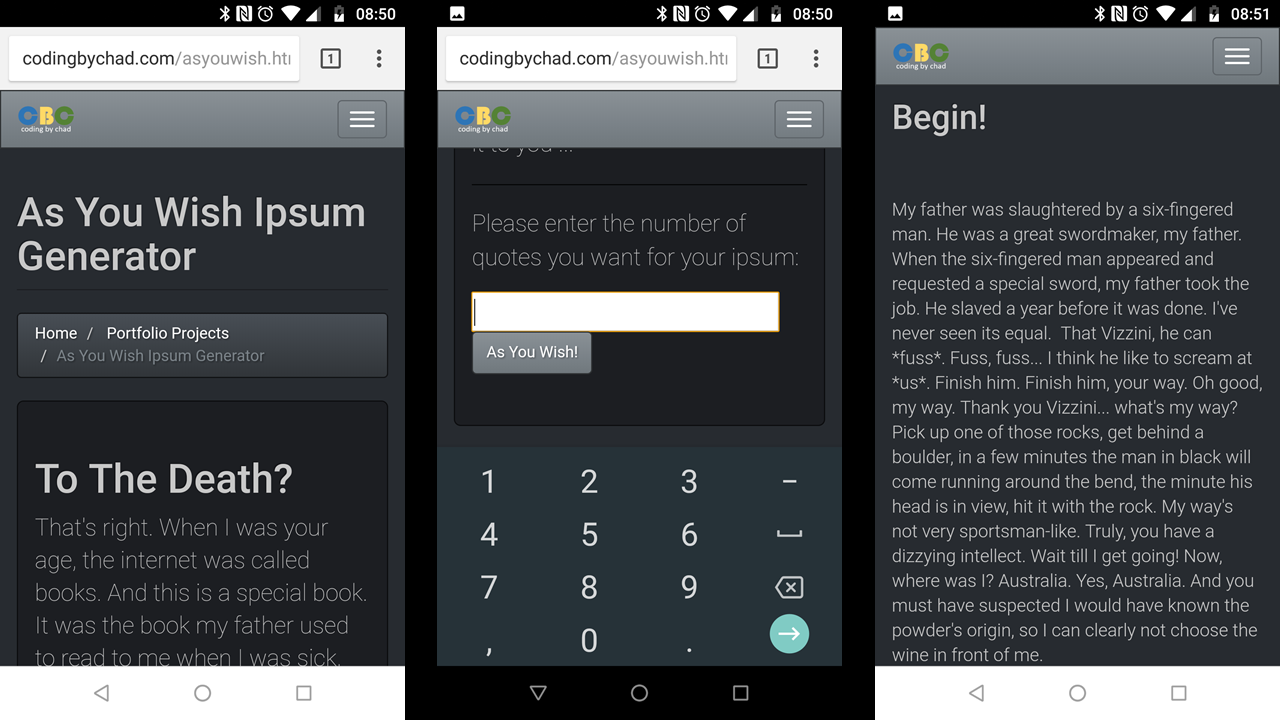 08:50
codingbychad.com/asyouwish.htm
1
CBC
coding by chad
As You Wish Ipsum
Generator
Home / Portfolio Projects
/ As You Wish Ipsum Generator
To The Death?
That's right. When I was your
age, the internet was called
books. And this is a special book.
It was the book my father used
to read to me when I was sick,
08:50
codingbychad.com/asyouwish.htm
1
CBC
coding by chad
it to you ...
Please enter the number of
quotes you want for your ipsum:
As You Wish!
1 2 3 -
4 5 6
7 8 9
, 0 .
08:51
CBC
coding by chad
Begin!
My father was slaughtered by a six-fingered
man. He was a great swordmaker, my father.
When the six-fingered man appeared and
requested a special sword, my father took the
job. He slaved a year before it was done. I've
never seen its equal.  That Vizzini, he can
*fuss*. Fuss, fuss... I think he like to scream at
*us*. Finish him. Finish him, your way. Oh good,
my way. Thank you Vizzini... what's my way?
Pick up one of those rocks, get behind a
boulder, in a few minutes the man in black will
come running around the bend, the minute his
head is in view, hit it with the rock. My way's
not very sportsman-like. Truly, you have a
dizzying intellect. Wait till I get going! Now,
where was I? Australia. Yes, Australia. And you
must have suspected I would have known the
powder's origin, so I can clearly not choose the
wine in front of me.